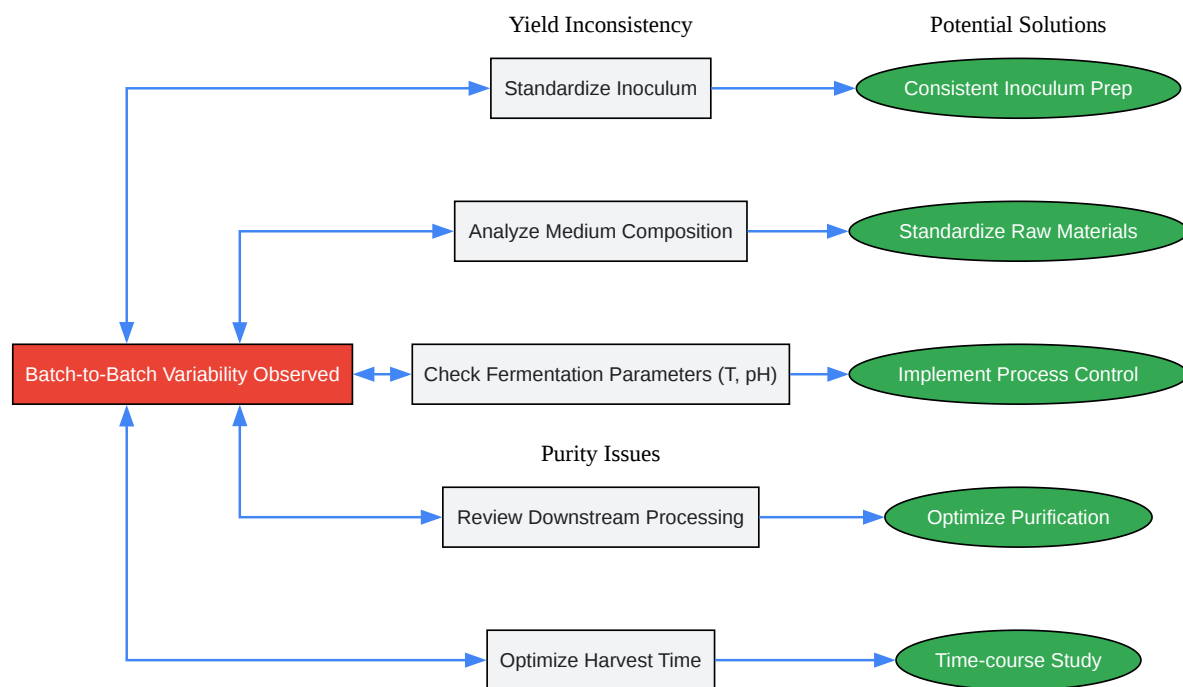 Yield Inconsistency
Potential Solutions
Standardize Inoculum
Consistent Inoculum Prep
Analyze Medium Composition
Standardize Raw Materials
Batch-to-Batch Variability Observed
Check Fermentation Parameters (T, pH)
Implement Process Control
Purity Issues
Review Downstream Processing
Optimize Purification
Optimize Harvest Time
Time-course Study